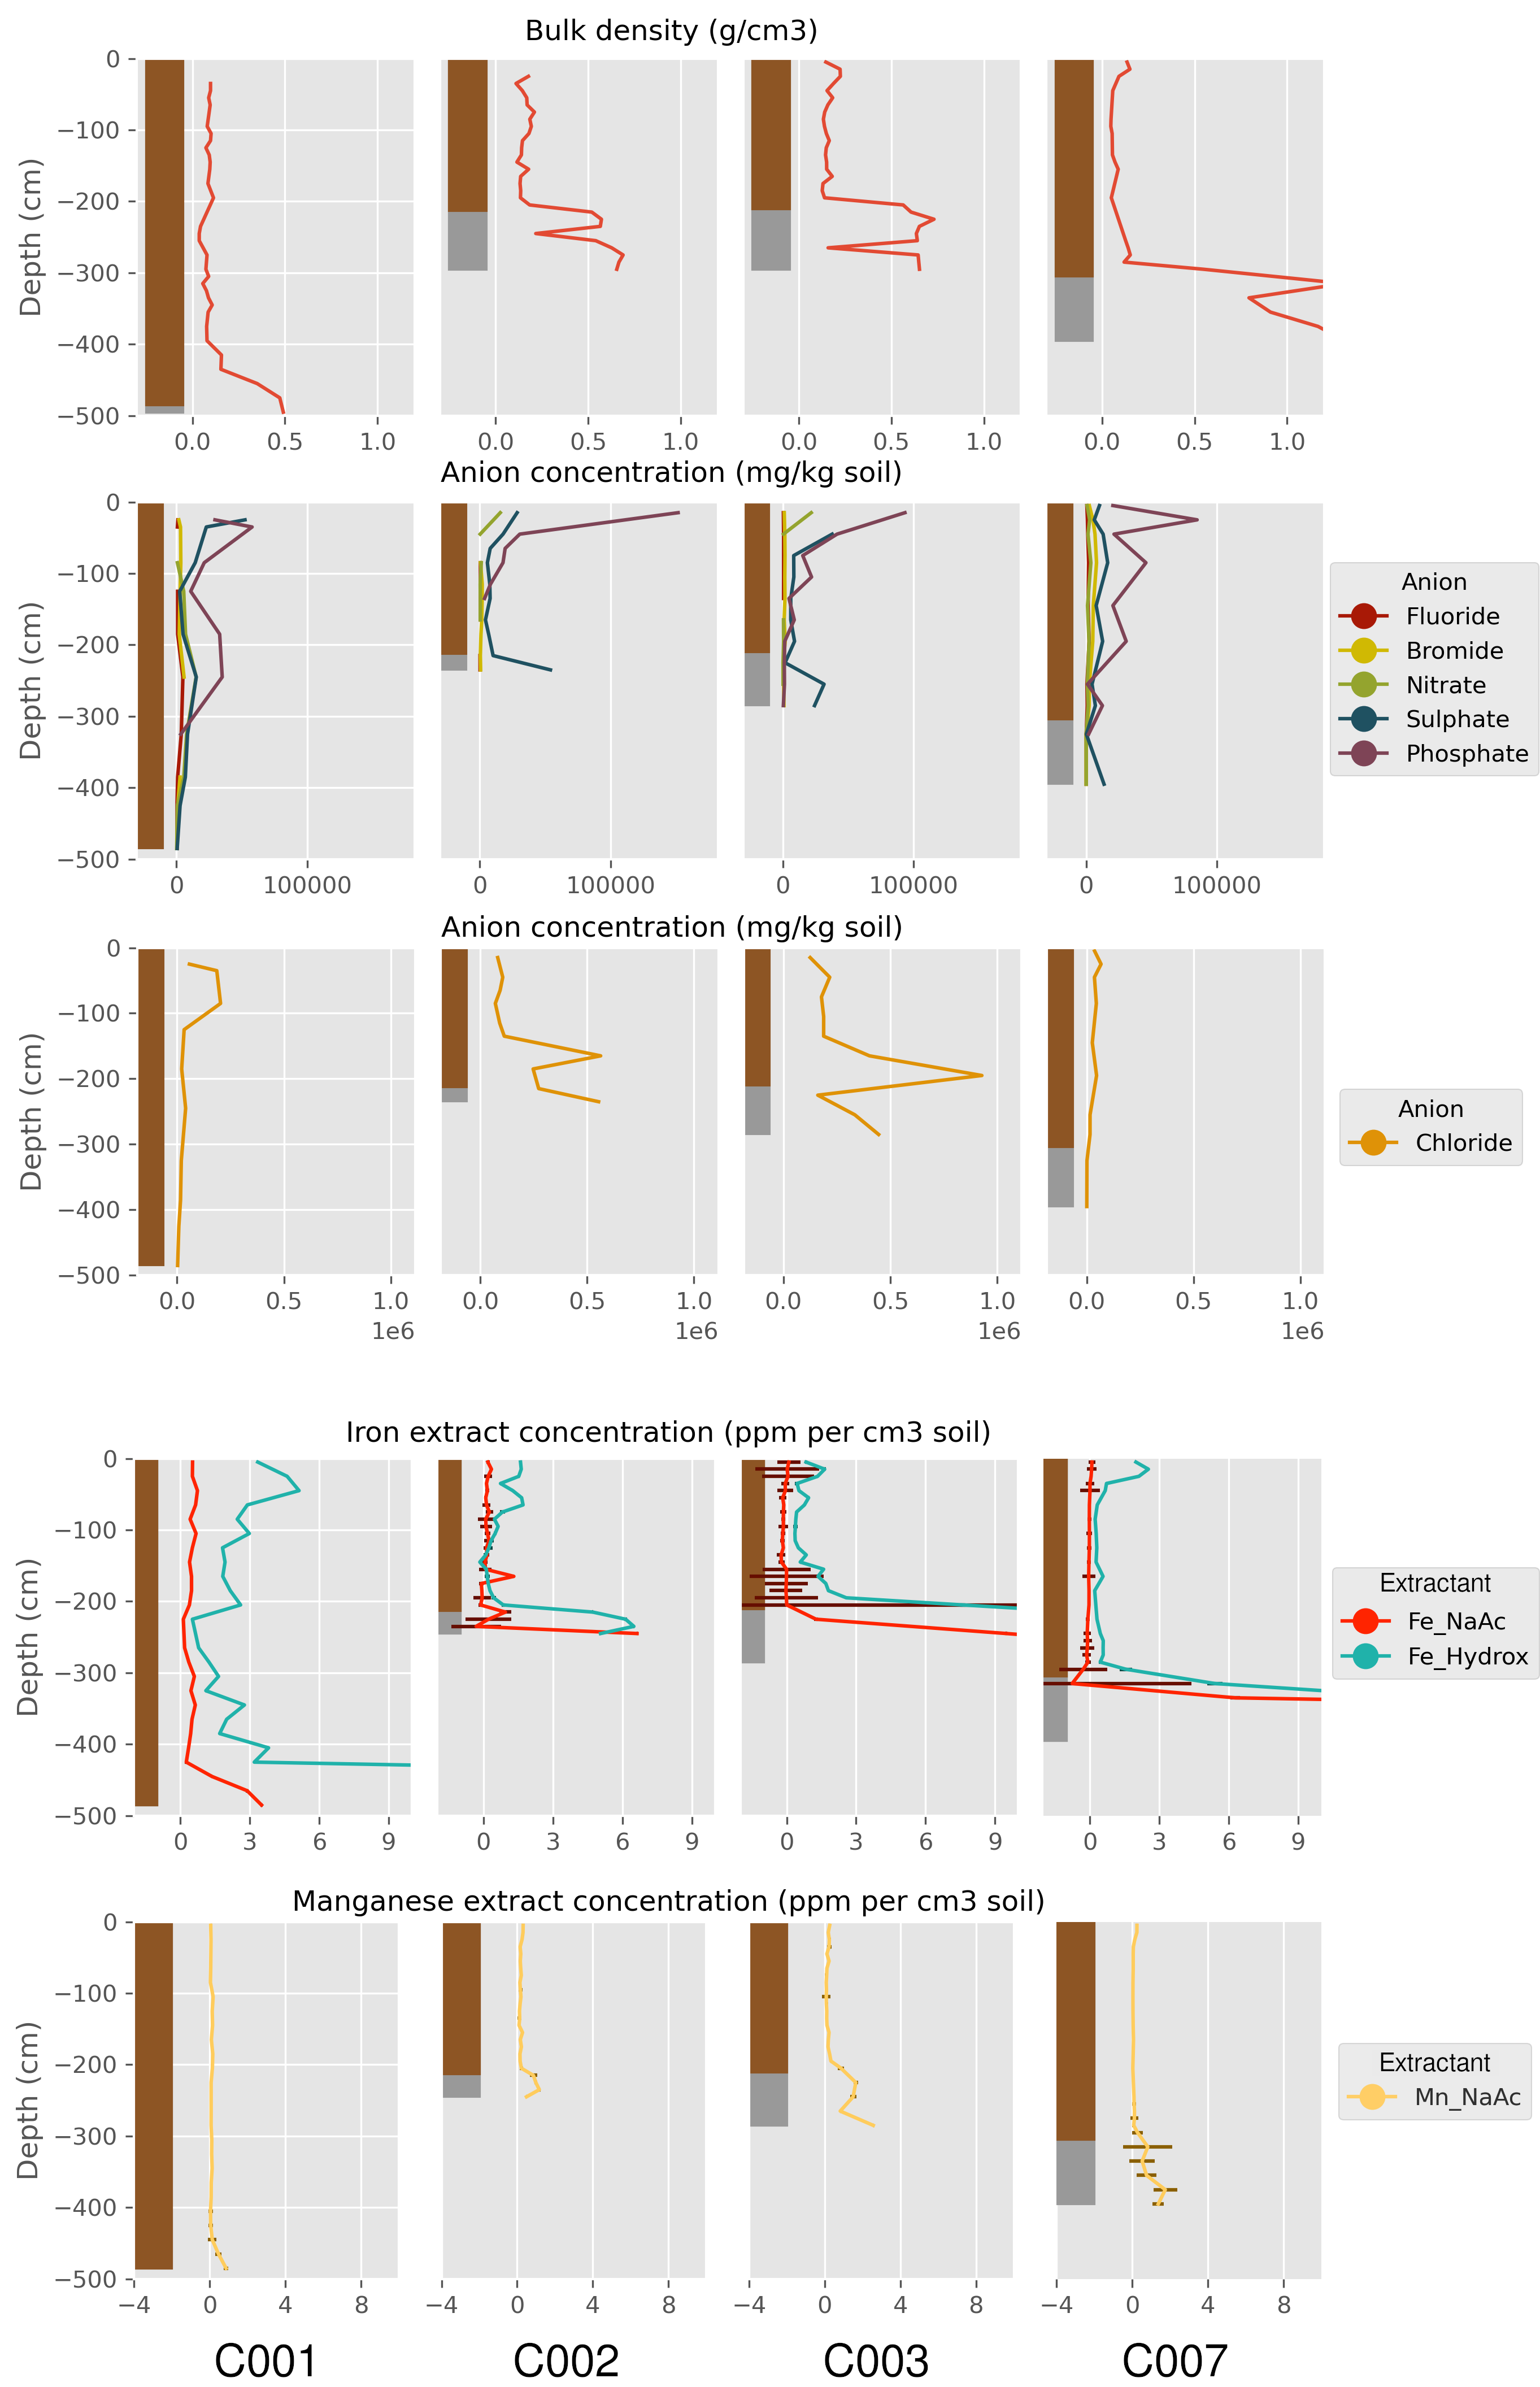 Bulk density (g/cm3)
Depth (cm)
0
−100
−200
−300
−400
−500
0.0 0.5 1.0 0.0 0.5 1.0 0.0 0.5 1.0 0.0 0.5 1.0
Anion concentration (mg/kg soil)
Depth (cm)
0
−100
−200
−300
−400
−500
0 100000 0 100000 0 100000 0 100000
Anion
Fluoride
Bromide
Nitrate
Sulphate
Phosphate
Anion concentration (mg/kg soil)
Depth (cm)
0
−100
−200
−300
−400
−500
0.0 0.5 1.0 0.0 0.5 1.0 0.0 0.5 1.0 0.0 0.5 1.0
1e6 1e6 1e6 1e6
Anion
Chloride
Iron extract concentration (ppm per cm3 soil)
Depth (cm)
0
−100
−200
−300
−400
−500
0 3 6 9 0 3 6 9 0 3 6 9 0 3 6 9
Extractant
Fe_NaAc
Fe_Hydrox
Manganese extract concentration (ppm per cm3 soil)
Depth (cm)
0
−100
−200
−300
−400
−500
−4 0 4 8 −4 0 4 8 −4 0 4 8 −4 0 4 8
Extractant
Mn_NaAc
C001 C002 C003 C007